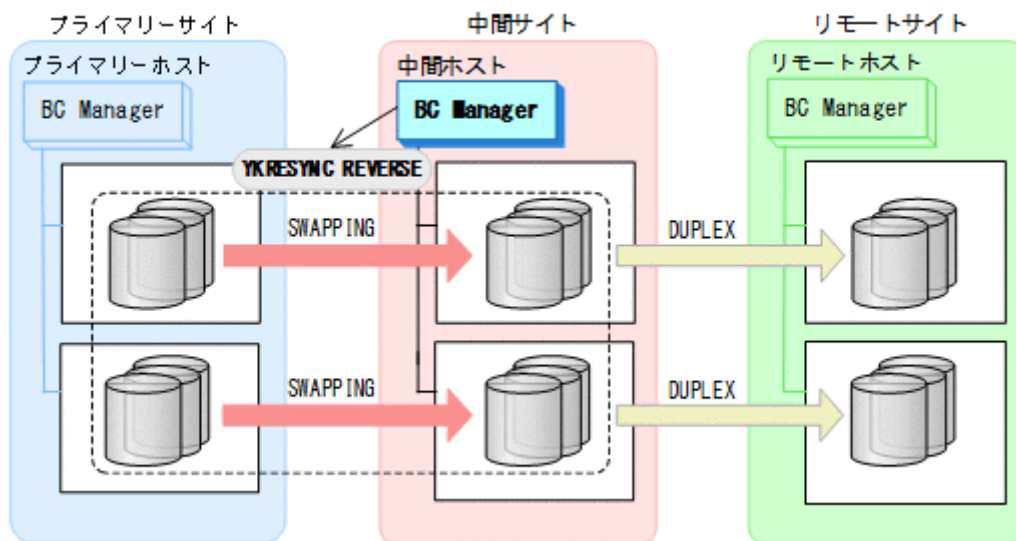 プライマリーサイト
中間サイト
リモートサイト
プライマリーホスト
中間ホスト
リモートホスト
BC Manager
BC Manager
BC Manager
YKRESYNC REVERSE
SWAPPING
DUPLEX
SWAPPING
DUPLEX